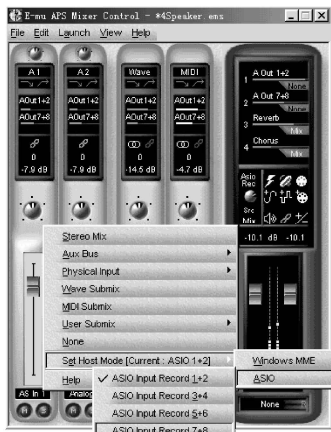 E-mu APS Mixer Control - *4Speaker ems
File Edit Launch View Help
A1 A2 Wave MIDI
AOut1+2 AOut1+2 AOut1+2 AOut1+2
AOut7+8 AOut7+8 AOut7+8 AOut7+8
0 0 0 0
-7.9 dB -7.9 dB -14.5 dB -4.7 dB
1 A Out 1+2
None
2 A Out 7+8
None
3 Reverb
Mix
4 Chorus
Mix
Asio
Rec
Src
Mix
-10.1 dB -10.1
Stereo Mix
Aux Bus
Physical Input
Wave Submix
MIDI Submix
User Submix
None
Set Host Mode [Current : ASIO 1+2]
Help
Windows MME
ASIO
✓ ASIO Input Record 1+2
ASIO Input Record 3+4
ASIO Input Record 5+6
ASIO Input Record 7+8
AS In 1
Analog
None